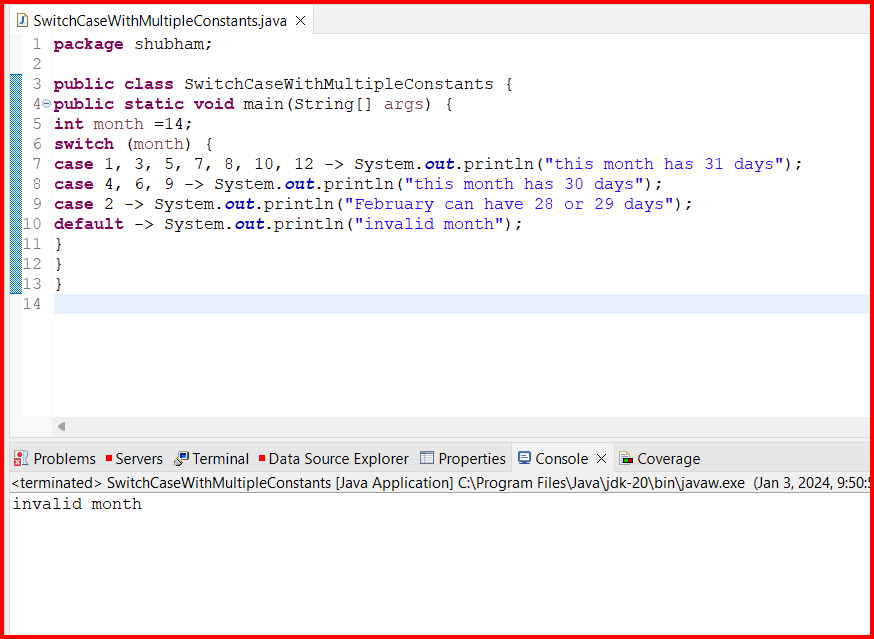 SwitchCaseWithMultipleConstants.java
1 package shubham;
2
3 public class SwitchCaseWithMultipleConstants {
4 public static void main(String[] args) {
5 int month =14;
6 switch (month) {
7 case 1, 3, 5, 7, 8, 10, 12 -> System.out.println("this month has 31 days");
8 case 4, 6, 9 -> System.out.println("this month has 30 days");
9 case 2 -> System.out.println("February can have 28 or 29 days");
10 default -> System.out.println("invalid month");
11 }
12 }
13 }
14
Problems Servers Terminal Data Source Explorer Properties Console Coverage
<terminated> SwitchCaseWithMultipleConstants [Java Application] C:\Program Files\Java\jdk-20\bin\javaw.exe (Jan 3, 2024, 9:50:
invalid month